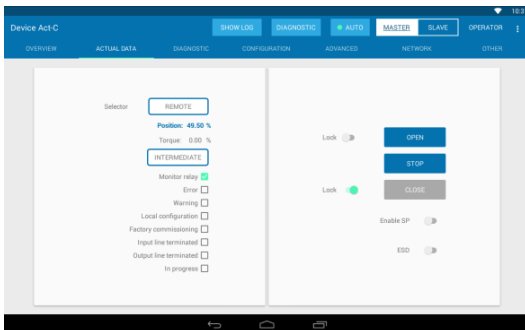 10:3
Device Act-C
SHOW LOG
DIAGNOSTIC
AUTO
MASTER
SLAVE
OPERATOR
OVERVIEW
ACTUAL DATA
DIAGNOSTIC
CONFIGURATION
ADVANCED
NETWORK
OTHER
Selector REMOTE
Position: 49.50 %
Torque: 0.00 %
INTERMEDIATE
Monitor relay
Error
Warning
Local configuration
Factory commissioning
Input line terminated
Output line terminated
In progress
Lock OPEN
STOP
Lock CLOSE
Enable SP
ESD